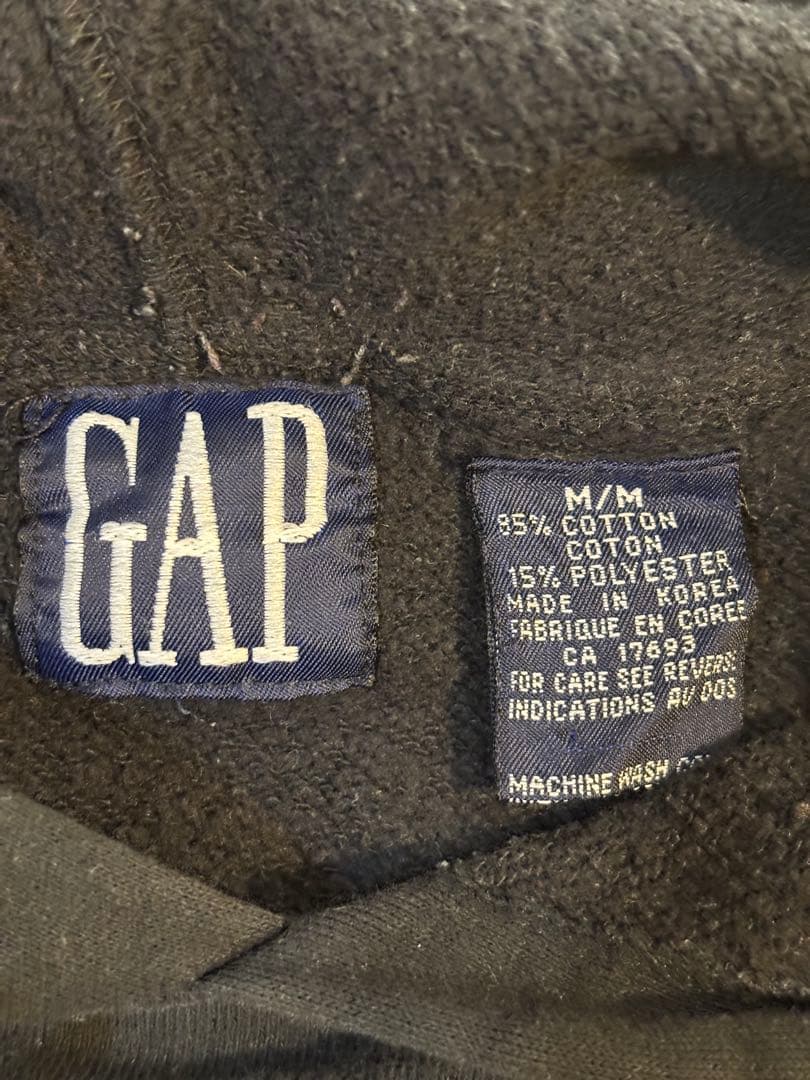 GAP
M/M
85% COTTON
COTON
15% POLYESTER
MADE IN KOREA
FABRIQUE EN COREE
CA 17693
FOR CARE SEE REVERSE
INDICATIONS AU DOS
MACHINE WASH